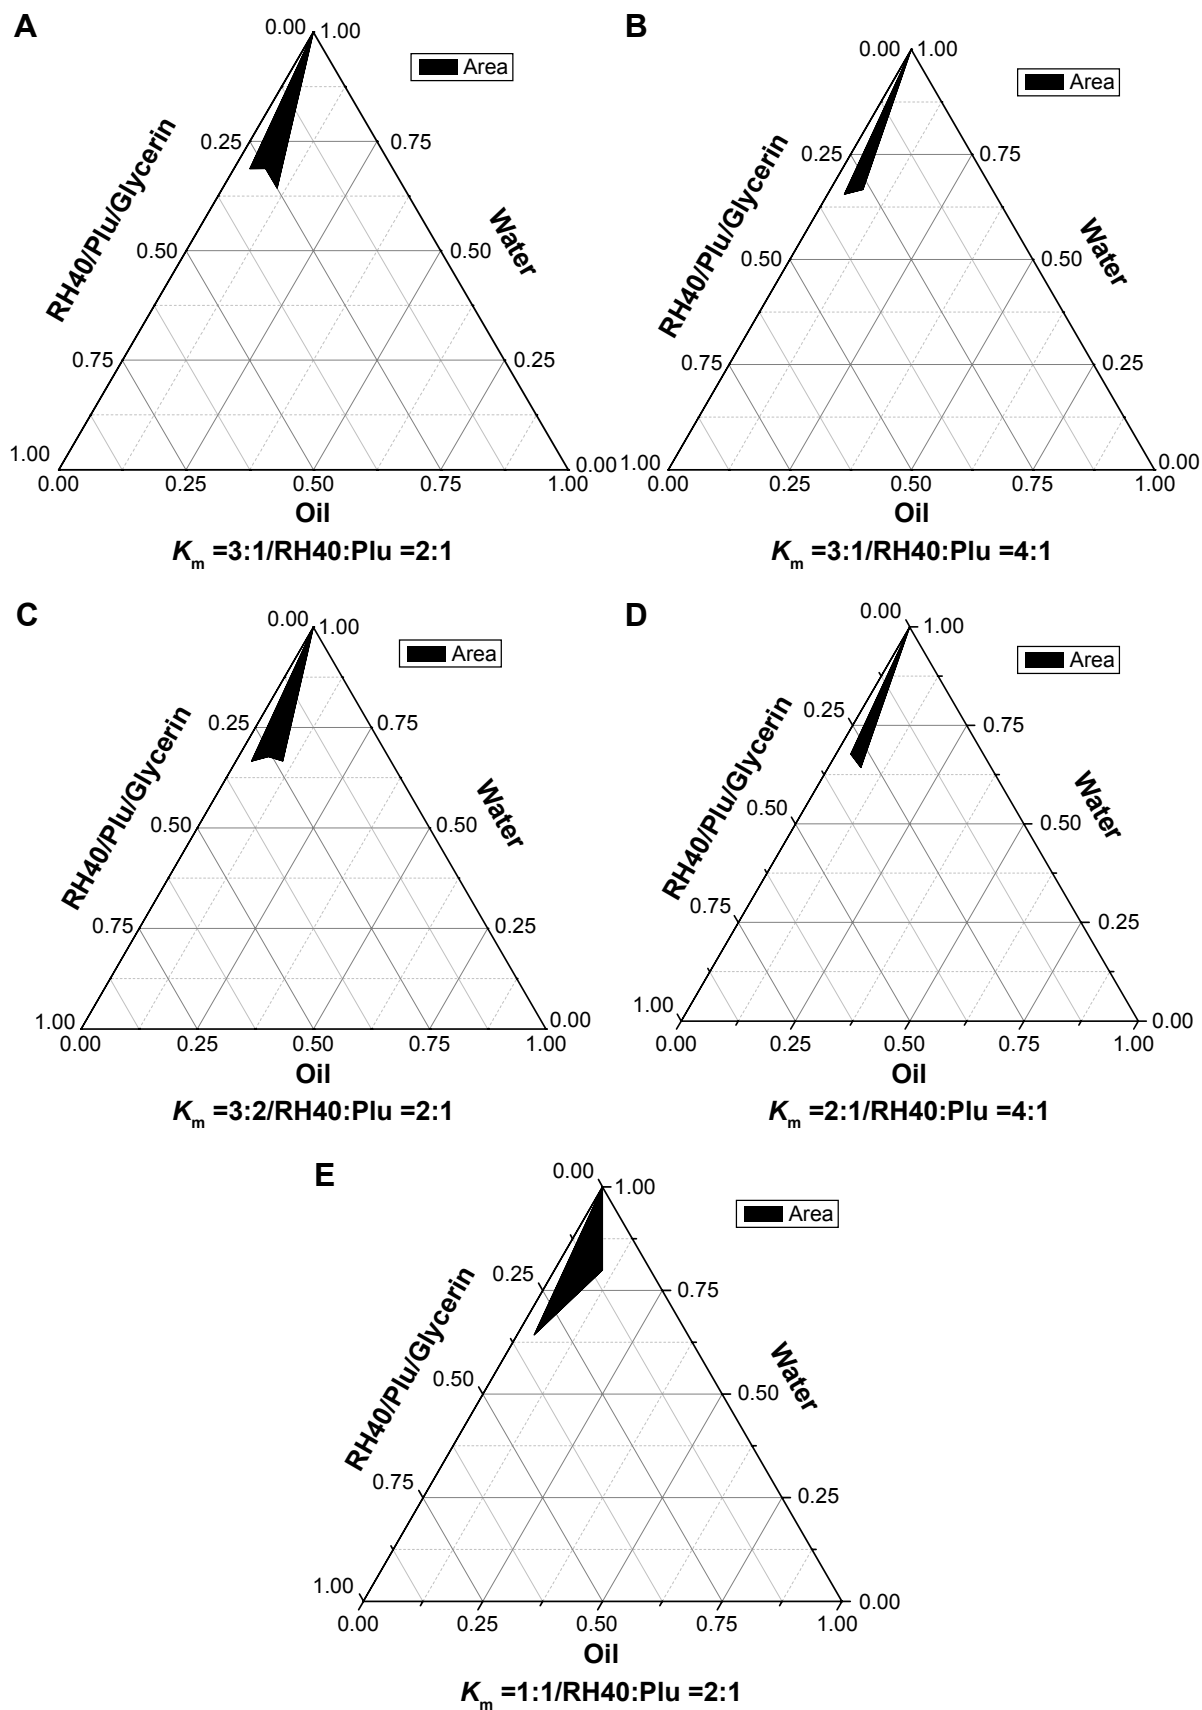 A
0.00 1.00
Area
RH40/Plu/Glycerin
0.25 0.75
Water
0.50 0.50
0.75 0.25
1.00 0.00
0.00 0.25 0.50 0.75 1.00
Oil
Km =3:1/RH40:Plu =2:1
B
0.00 1.00
Area
RH40/Plu/Glycerin
0.25 0.75
Water
0.50 0.50
0.75 0.25
1.00 0.00
0.00 0.25 0.50 0.75 1.00
Oil
Km =3:1/RH40:Plu =4:1
C
0.00 1.00
Area
RH40/Plu/Glycerin
0.25 0.75
Water
0.50 0.50
0.75 0.25
1.00 0.00
0.00 0.25 0.50 0.75 1.00
Oil
Km =3:2/RH40:Plu =2:1
D
0.00 1.00
Area
RH40/Plu/Glycerin
0.25 0.75
Water
0.50 0.50
0.75 0.25
1.00 0.00
0.00 0.25 0.50 0.75 1.00
Oil
Km =2:1/RH40:Plu =4:1
E
0.00 1.00
Area
RH40/Plu/Glycerin
0.25 0.75
Water
0.50 0.50
0.75 0.25
1.00 0.00
0.00 0.25 0.50 0.75 1.00
Oil
Km =1:1/RH40:Plu =2:1